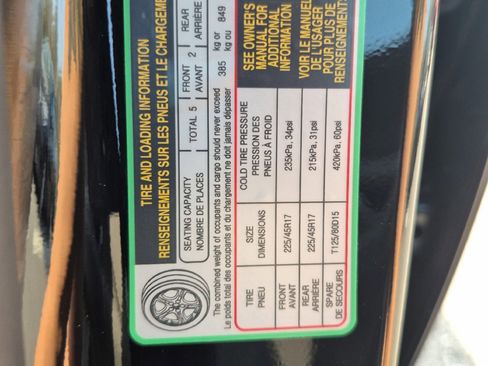 TIRE AND LOADING INFORMATION
RENSEIGNEMENTS SUR LES PNEUS ET LE CHARGEME
SEATING CAPACITY
NOMBRE DE PLACES
TOTAL 5
FRONT
AVANT
2
REAR
ARRIÈRE
The combined weight of occupants and cargo should never exceed
Le poids total des occupants et du chargement ne doit jamais dépasser
385 kg or 849
kg ou
TIRE
PNEU
SIZE
DIMENSIONS
COLD TIRE PRESSURE
PRESSION DES
PNEUS À FROID
FRONT
AVANT
225/45R17
235kPa, 34psi
REAR
ARRIÈRE
225/45R17
215kPa, 31psi
SPARE
DE SECOURS
T125/80D15
420kPa, 60psi
SEE OWNER'S
MANUAL FOR
ADDITIONAL
INFORMATION
VOIR LE MANUEL
DE L'USAGER
POUR PLUS DE
RENSEIGNEMENT